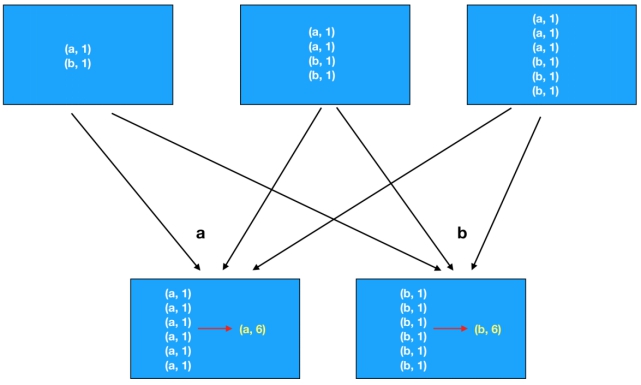 (a, 1)
(b, 1)
(a, 1)
(a, 1)
(b, 1)
(b, 1)
(a, 1)
(a, 1)
(a, 1)
(b, 1)
(b, 1)
(b, 1)
a
b
(a, 1)
(a, 1)
(a, 1)
(a, 1)
(a, 1)
(a, 1)
(a, 6)
(b, 1)
(b, 1)
(b, 1)
(b, 1)
(b, 1)
(b, 1)
(b, 6)